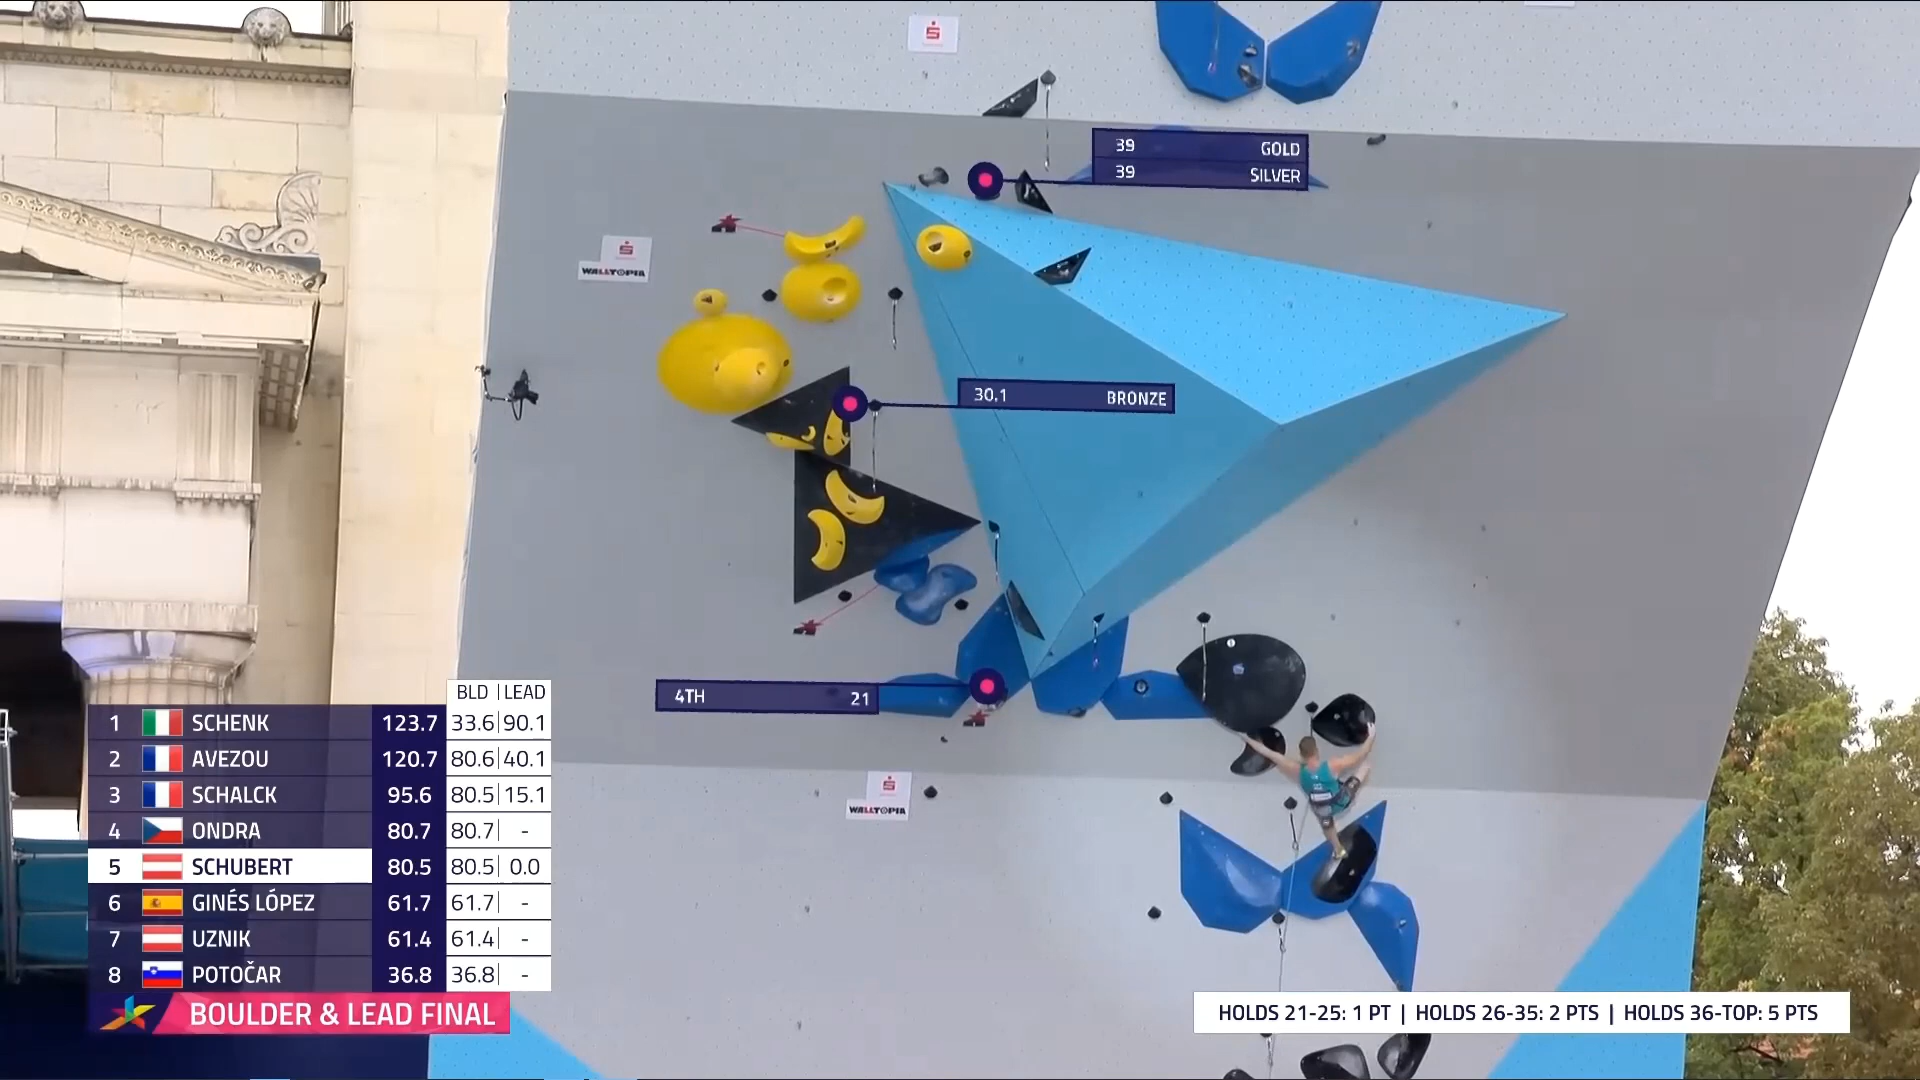 39 GOLD
39 SILVER
WALLTOPIA
30.1 BRONZE
4TH 21
WALLTOPIA
BLD | LEAD
1 SCHENK 123.7 33.6 | 90.1
2 AVEZOU 120.7 80.6 | 40.1
3 SCHALCK 95.6 80.5 | 15.1
4 ONDRA 80.7 80.7 | -
5 SCHUBERT 80.5 80.5 | 0.0
6 GINÉS LÓPEZ 61.7 61.7 | -
7 UZNIK 61.4 61.4 | -
8 POTOČAR 36.8 36.8 | -
BOULDER & LEAD FINAL
HOLDS 21-25: 1 PT | HOLDS 26-35: 2 PTS | HOLDS 36-TOP: 5 PTS